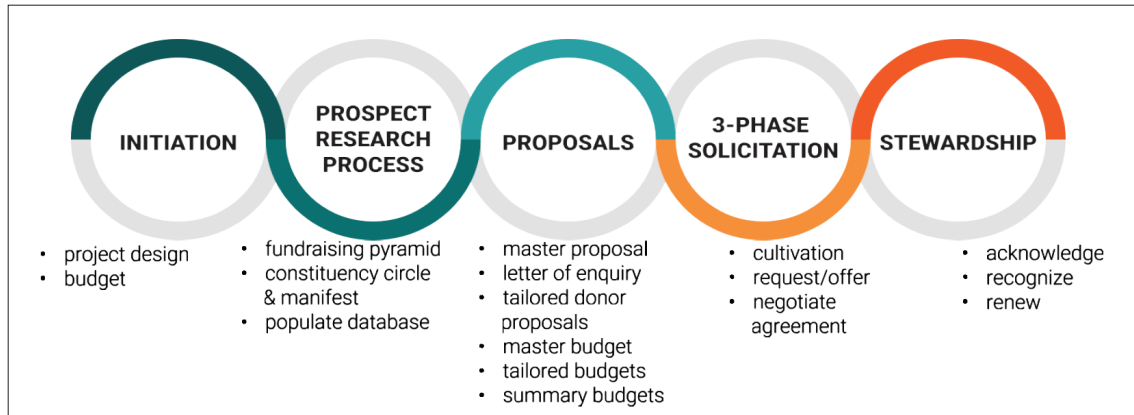 INITIATION
PROSPECT
RESEARCH
PROCESS
PROPOSALS
3-PHASE
SOLICITATION
STEWARDSHIP
• project design
• budget
• fundraising pyramid
• constituency circle
& manifest
• populate database
• master proposal
• letter of enquiry
• tailored donor
proposals
• master budget
• tailored budgets
• summary budgets
• cultivation
• request/offer
• negotiate
agreement
• acknowledge
• recognize
• renew